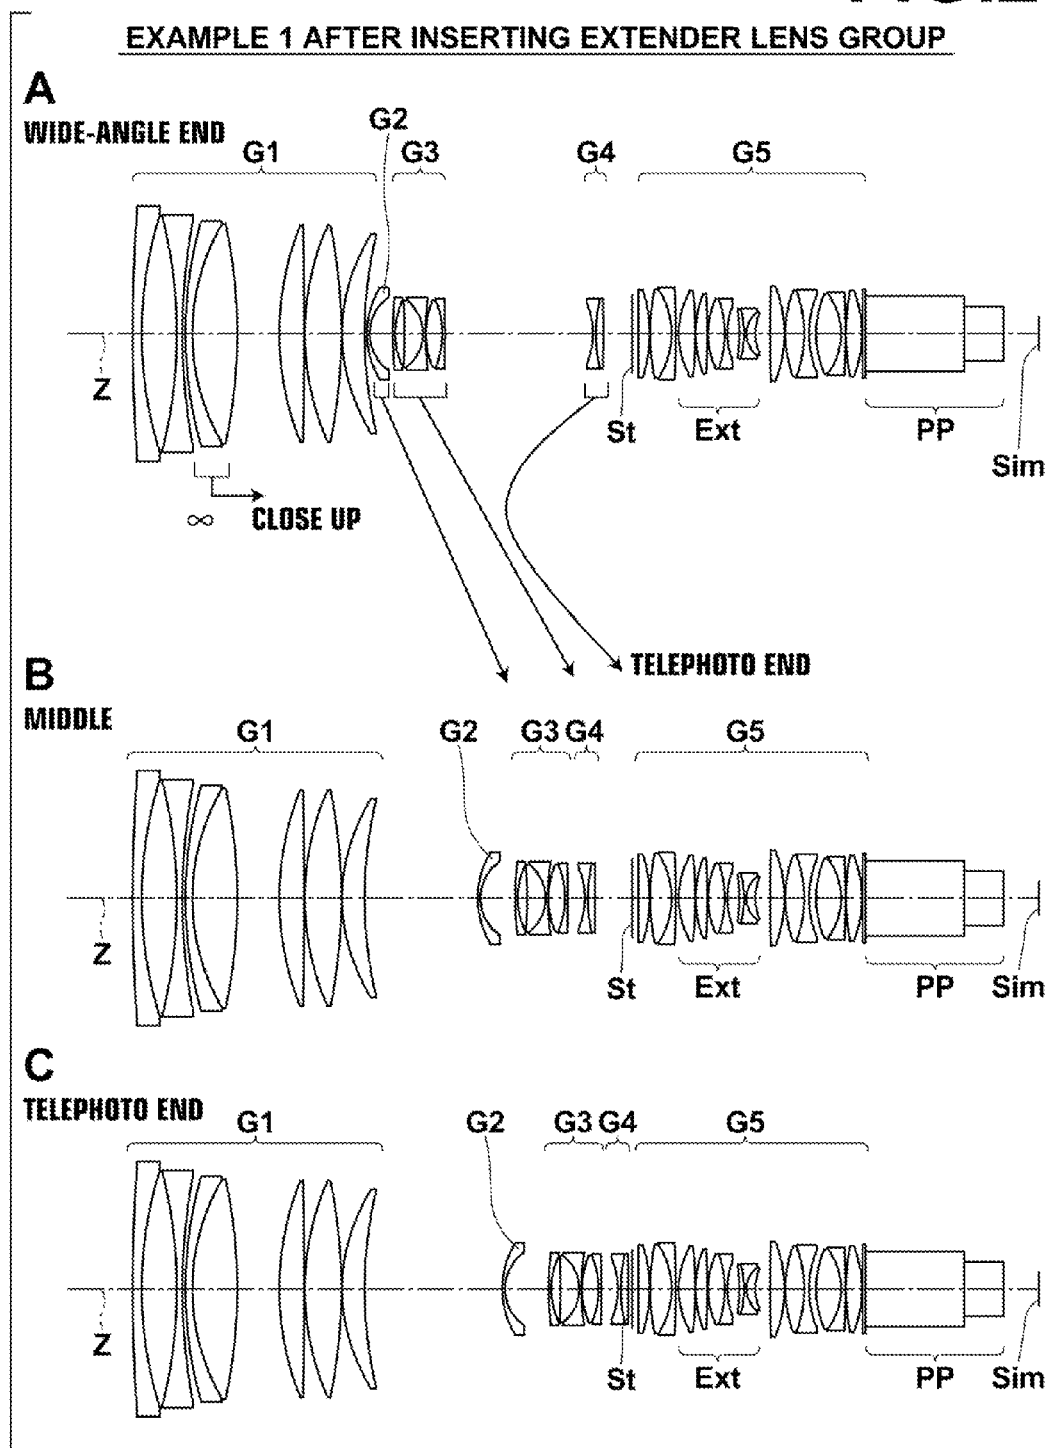 EXAMPLE 1 AFTER INSERTING EXTENDER LENS GROUP
A
WIDE-ANGLE END
G1 G2 G3 G4 G5
Z St Ext PP Sim
∞ CLOSE UP
TELEPHOTO END
B
MIDDLE
G1 G2 G3 G4 G5
Z St Ext PP Sim
C
TELEPHOTO END
G1 G2 G3 G4 G5
Z St Ext PP Sim